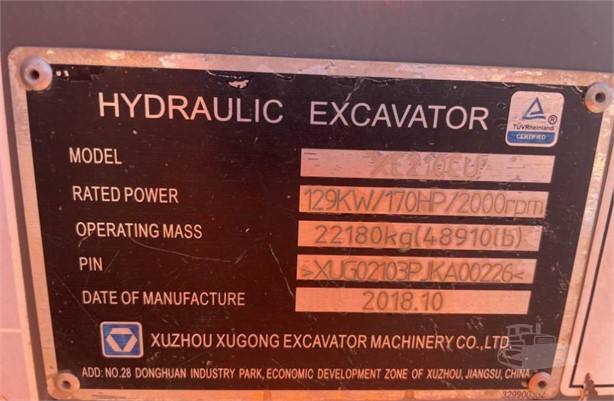 HYDRAULIC EXCAVATOR
TÜVRheinland ®
CERTIFIED
MODEL XE210CU
RATED POWER 129KW/170HP/2000rpm
OPERATING MASS 22180kg(48910lb)
PIN >XUG02103PJKA00226<
DATE OF MANUFACTURE 2018.10
XUZHOU XUGONG EXCAVATOR MACHINERY CO.,LTD.
ADD: NO.28 DONGHUAN INDUSTRY PARK, ECONOMIC DEVELOPMENT ZONE OF XUZHOU, JIANGSU, CHINA